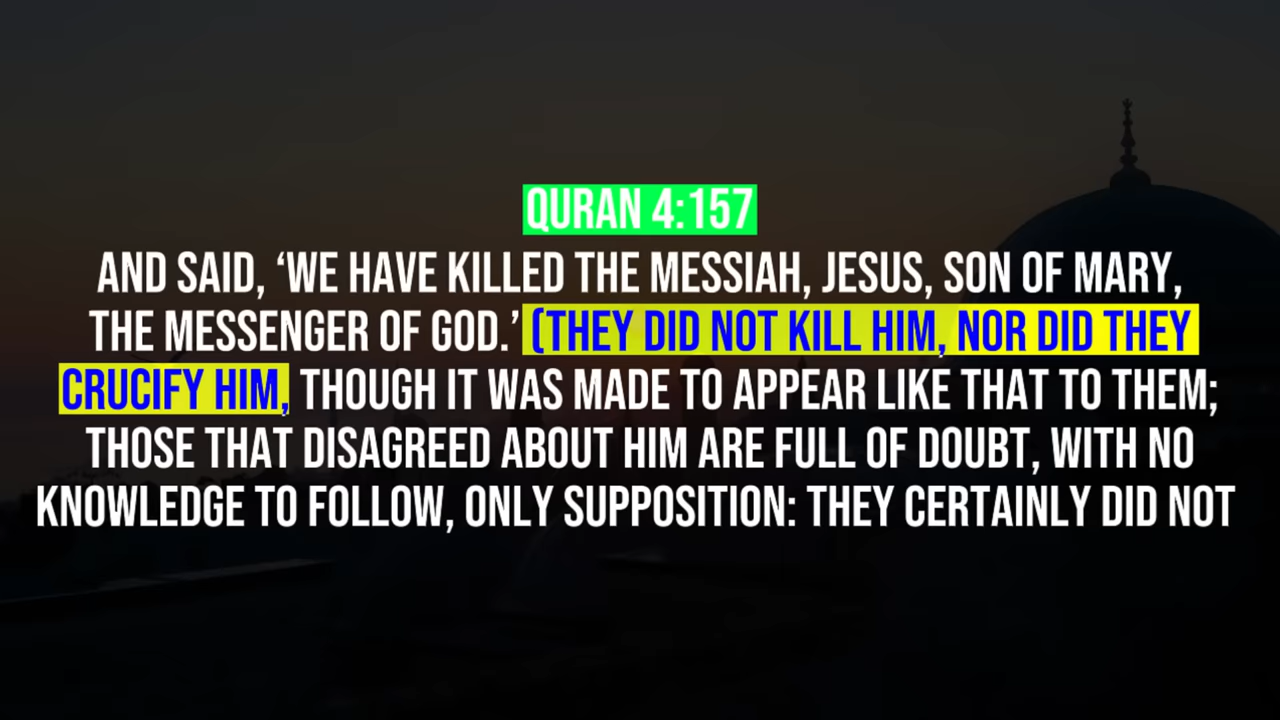 QURAN 4:157
AND SAID, ‘WE HAVE KILLED THE MESSIAH, JESUS, SON OF MARY,
THE MESSENGER OF GOD.’ (THEY DID NOT KILL HIM, NOR DID THEY
CRUCIFY HIM, THOUGH IT WAS MADE TO APPEAR LIKE THAT TO THEM;
THOSE THAT DISAGREED ABOUT HIM ARE FULL OF DOUBT, WITH NO
KNOWLEDGE TO FOLLOW, ONLY SUPPOSITION: THEY CERTAINLY DID NOT